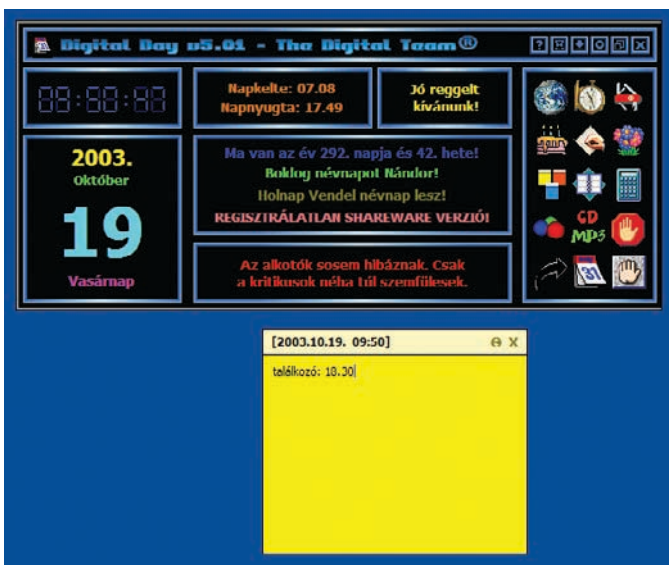 Digital Day v5.01 - The Digital Team®
Napkelte: 07.08
Napnyugta: 17.49
Jó reggelt
kívánunk!
2003.
Október
19
Vasárnap
Ma van az év 292. napja és 42. hete!
Boldog névnapot Nándor!
Holnap Vendel névnap lesz!
REGISZTRÁLATLAN SHAREWARE VERZIÓ!
Az alkotók sosem hibáznak. Csak
a kritikusok néha túl szemfülesek.
CD
MP3
31
[2003.10.19. 09:50]
találkozó: 18.30